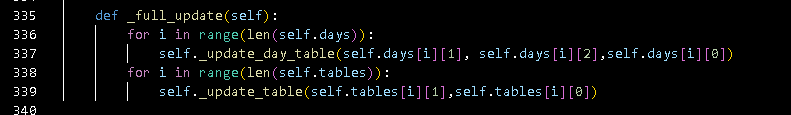 335 def _full_update(self):
336 for i in range(len(self.days)):
337 self._update_day_table(self.days[i][1], self.days[i][2],self.days[i][0])
338 for i in range(len(self.tables)):
339 self._update_table(self.tables[i][1],self.tables[i][0])
340